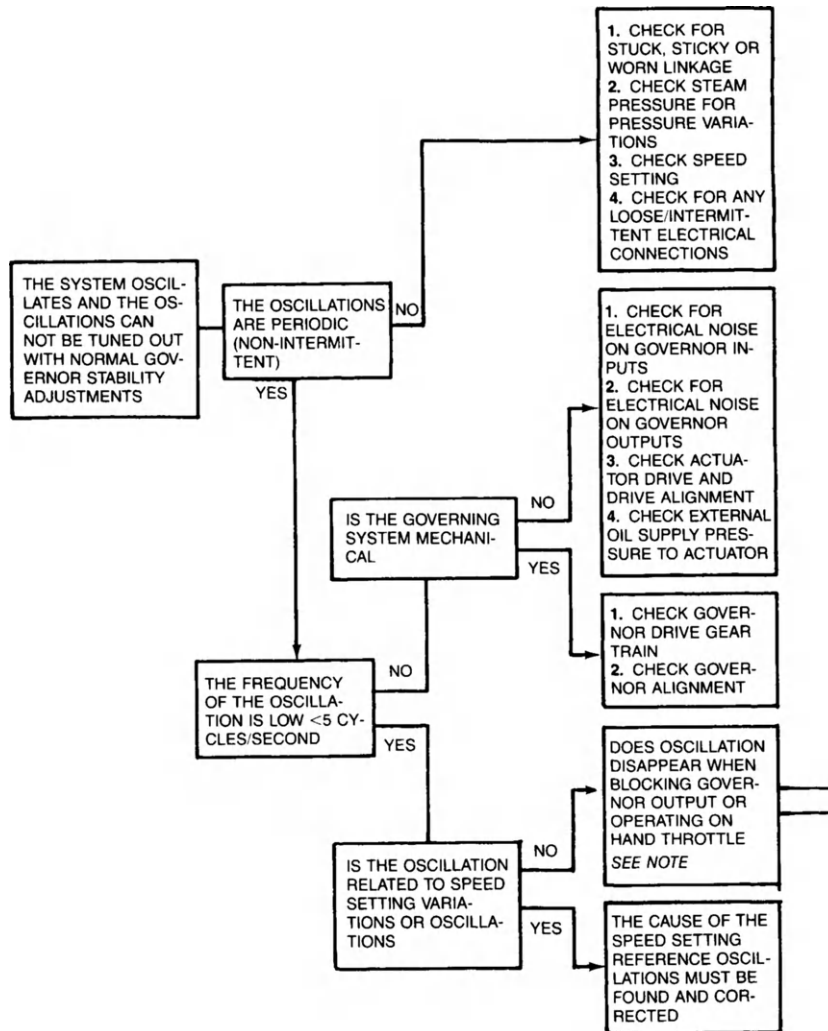 1. CHECK FOR
STUCK, STICKY OR
WORN LINKAGE
2. CHECK STEAM
PRESSURE FOR
PRESSURE VARIA-
TIONS
3. CHECK SPEED
SETTING
4. CHECK FOR ANY
LOOSE/INTERMIT-
TENT ELECTRICAL
CONNECTIONS
THE SYSTEM OSCIL-
LATES AND THE OS-
CILLATIONS CAN
NOT BE TUNED OUT
WITH NORMAL GOV-
ERNOR STABILITY
ADJUSTMENTS
THE OSCILLATIONS
ARE PERIODIC
(NON-INTERMIT-
TENT)
NO
YES
1. CHECK FOR
ELECTRICAL NOISE
ON GOVERNOR IN-
PUTS
2. CHECK FOR
ELECTRICAL NOISE
ON GOVERNOR
OUTPUTS
3. CHECK ACTUA-
TOR DRIVE AND
DRIVE ALIGNMENT
4. CHECK EXTERNAL
OIL SUPPLY PRES-
SURE TO ACTUATOR
IS THE GOVERNING
SYSTEM MECHANI-
CAL
NO
YES
1. CHECK GOVER-
NOR DRIVE GEAR
TRAIN
2. CHECK GOVER-
NOR ALIGNMENT
THE FREQUENCY
OF THE OSCILLA-
TION IS LOW <5 CY-
CLES/SECOND
NO
YES
DOES OSCILLATION
DISAPPEAR WHEN
BLOCKING GOVER-
NOR OUTPUT OR
OPERATING ON
HAND THROTTLE
SEE NOTE
IS THE OSCILLATION
RELATED TO SPEED
SETTING VARIA-
TIONS OR OSCILLA-
TIONS
NO
YES
THE CAUSE OF THE
SPEED SETTING
REFERENCE OSCIL-
LATIONS MUST BE
FOUND AND COR-
RECTED